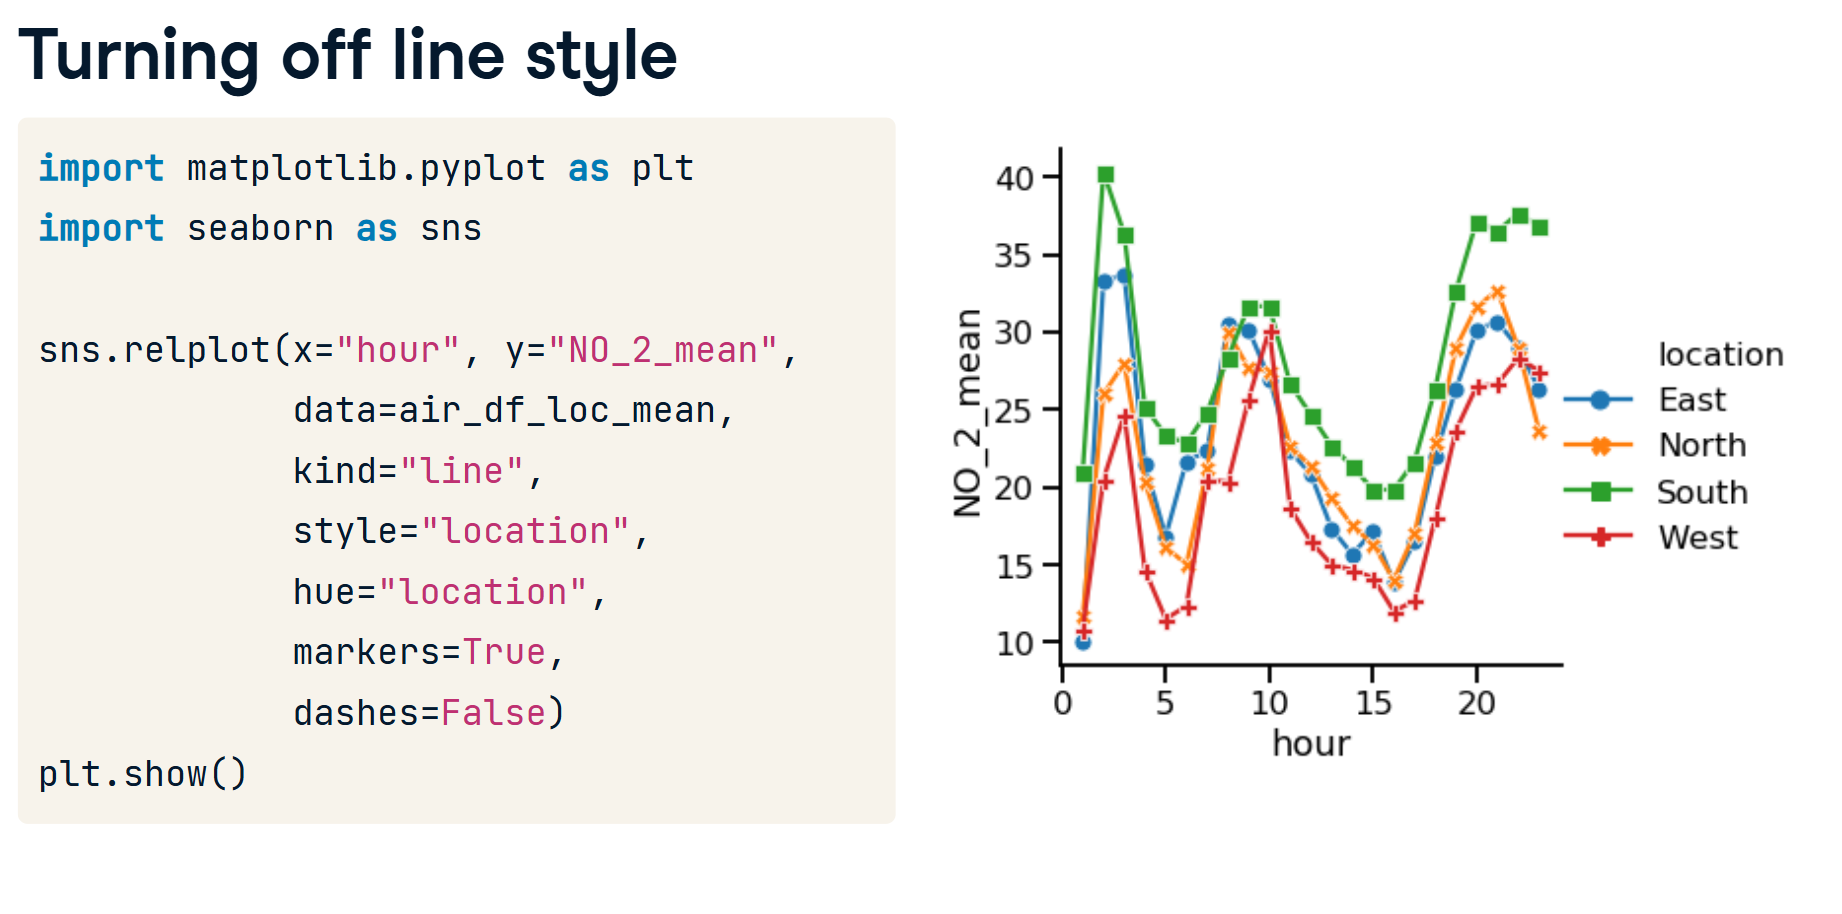 Turning off line style
import matplotlib.pyplot as plt
import seaborn as sns
sns.relplot(x="hour", y="NO_2_mean",
data=air_df_loc_mean,
kind="line",
style="location",
hue="location",
markers=True,
dashes=False)
plt.show()
40
35
30
25
20
15
10
NO_2_mean
0 5 10 15 20
hour
location
East
North
South
West